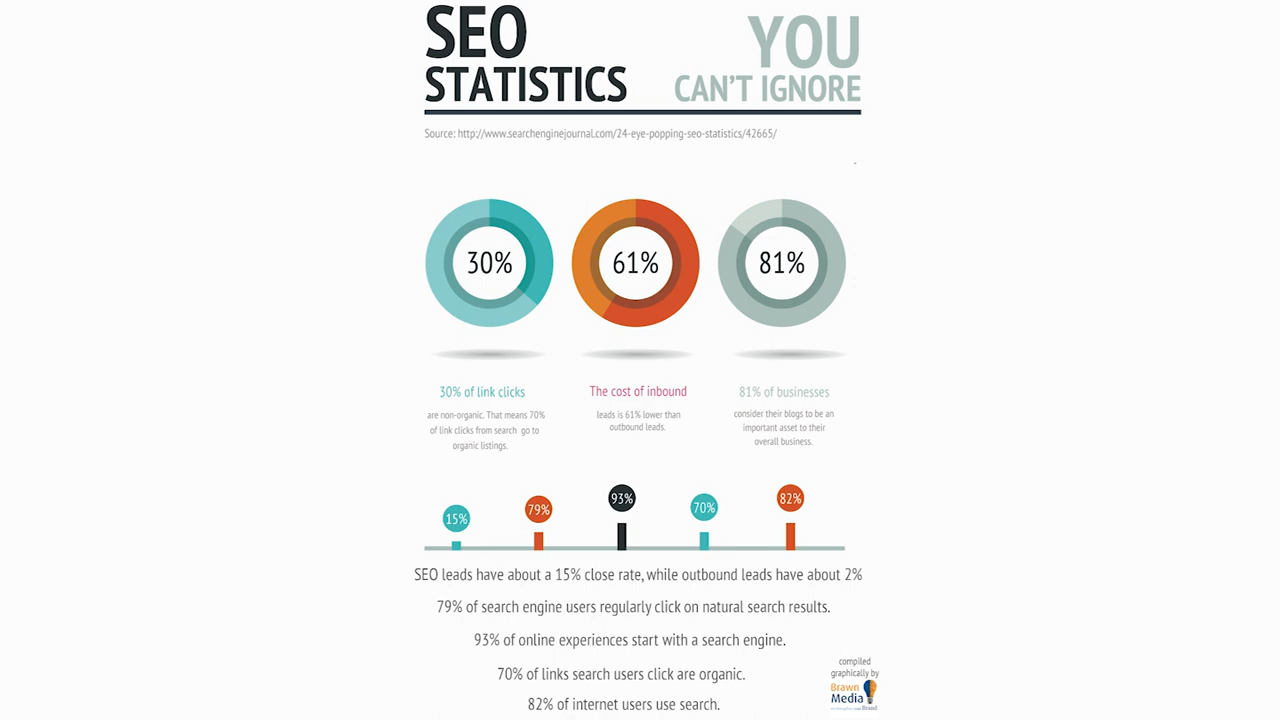 SEO
STATISTICS
YOU
CAN'T IGNORE
Source: http://www.searchenginejournal.com/24-eye-popping-seo-statistics/42665/
30%
61%
81%
30% of link clicks
are non-organic. That means 70%
of link clicks from search go to
organic listings.
The cost of inbound
leads is 61% lower than
outbound leads.
81% of businesses
consider their blogs to be an
important asset to their
overall business.
15%
79%
93%
70%
82%
SEO leads have about a 15% close rate, while outbound leads have about 2%
79% of search engine users regularly click on natural search results.
93% of online experiences start with a search engine.
70% of links search users click are organic.
82% of internet users use search.
compiled
graphically by
Brawn
Media
Brand